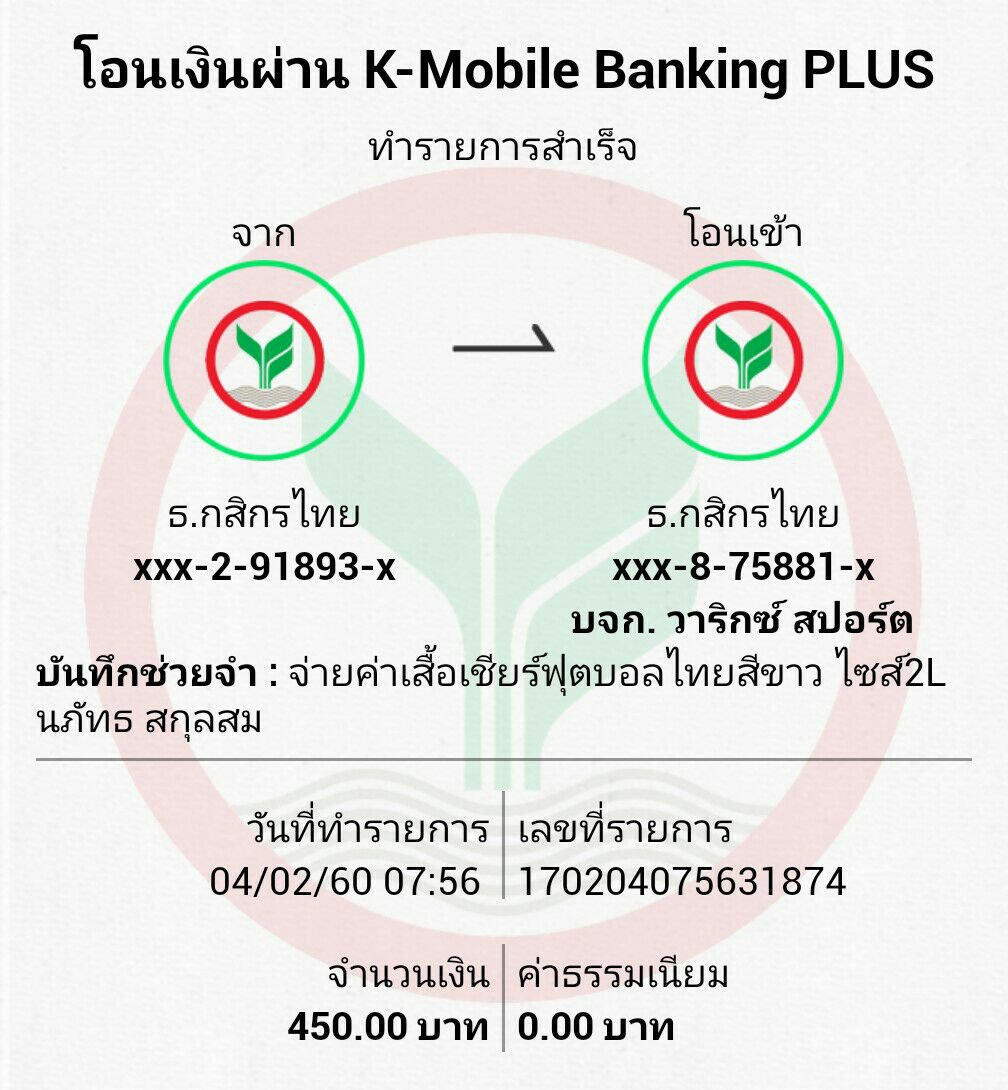 โอนเงินผ่าน K-Mobile Banking PLUS
ทำรายการสำเร็จ
จาก
โอนเข้า
ธ.กสิกรไทย
ธ.กสิกรไทย
xxx-2-91893-x
xxx-8-75881-x
บจก. วาริกซ์ สปอร์ต
บันทึกช่วยจำ : จ่ายค่าเสื้อเชียร์ฟุตบอลไทยสีขาว ไซส์2L
นภัทธ สกุลสม
วันที่ทำรายการ
เลขที่รายการ
04/02/60 07:56
170204075631874
จำนวนเงิน
ค่าธรรมเนียม
450.00 บาท
0.00 บาท